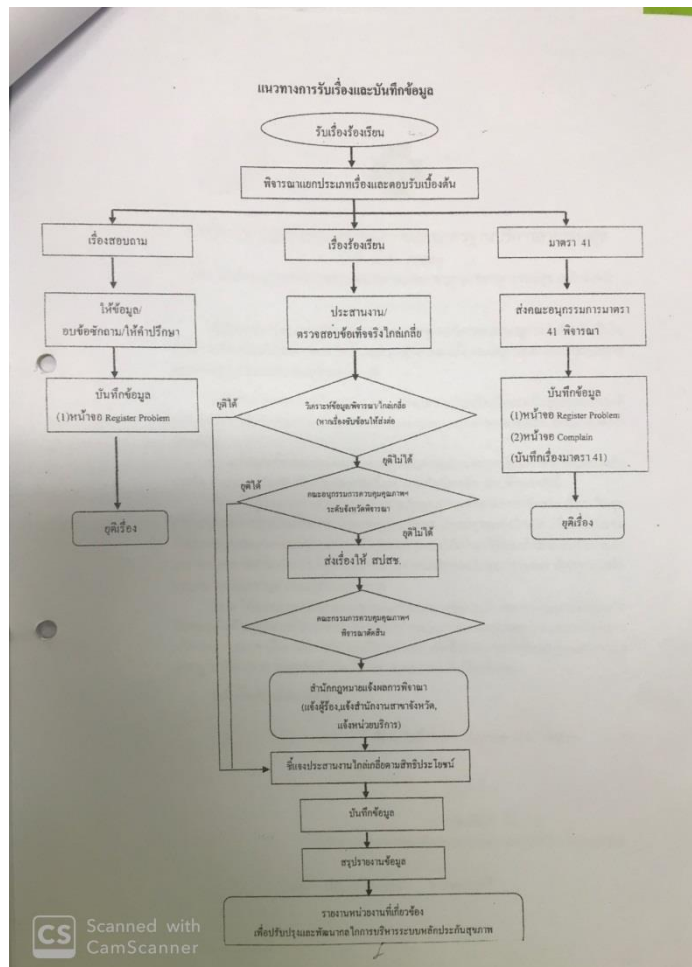 แนวทางการรับเรื่องและบันทึกข้อมูล
รับเรื่องร้องเรียน
พิจารณาแยกประเภทเรื่องและตอบรับเบื้องต้น
เรื่องสอบถาม
เรื่องร้องเรียน
มาตรา 41
ให้ข้อมูล/
อบข้อซักถาม/ให้คำปรึกษา
ประสานงาน/
ตรวจสอบข้อเท็จจริงไกล่เกลี่ย
ส่งคณะอนุกรรมการมาตรา
41 พิจารณา
บันทึกข้อมูล
(1)หน้าจอ Register Problem
ยุติได้
วิเคราะห์ข้อมูล/พิจารณา/ไกล่เกลี่ย
(หากเรื่องซับซ้อนให้ส่งต่อ
บันทึกข้อมูล
(1)หน้าจอ Register Problem
(2)หน้าจอ Complain
(บันทึกเรื่องมาตรา 41)
ยุติไม่ได้
ยุติได้
คณะอนุกรรมการควบคุมคุณภาพฯ
ระดับจังหวัดพิจารณา
ยุติเรื่อง
ยุติเรื่อง
ยุติไม่ได้
ส่งเรื่องให้ สปสช.
คณะกรรมการควบคุมคุณภาพฯ
พิจารณาตัดสิน
สำนักกฎหมายแจ้งผลการพิจาณา
(แจ้งผู้ร้อง,แจ้งสำนักงานสาขาจังหวัด,
แจ้งหน่วยบริการ)
ชี้แจงประสานงานไกล่เกลี่ยตามสิทธิประโยชน์
บันทึกข้อมูล
สรุปรายงานข้อมูล
รายงานหน่วยงานที่เกี่ยวข้อง
เพื่อปรับปรุงและพัฒนากลไกการบริหารระบบหลักประกันสุขภาพ
CS
Scanned with
CamScanner